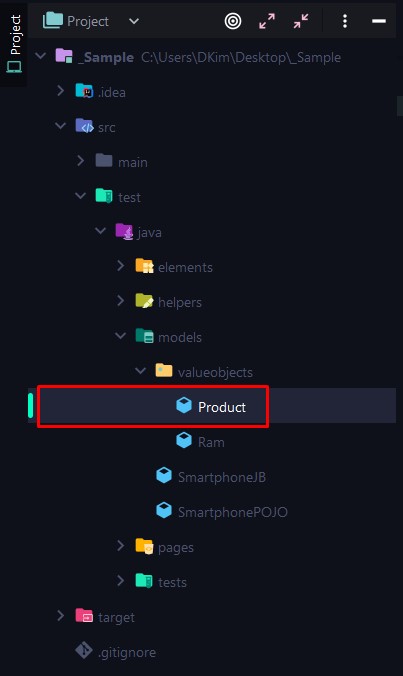 Project
Project
_Sample C:\Users\DKim\Desktop\_Sample
.idea
src
main
test
java
elements
helpers
models
valueobjects
Product
Ram
SmartphoneJB
SmartphonePOJO
pages
tests
target
.gitignore